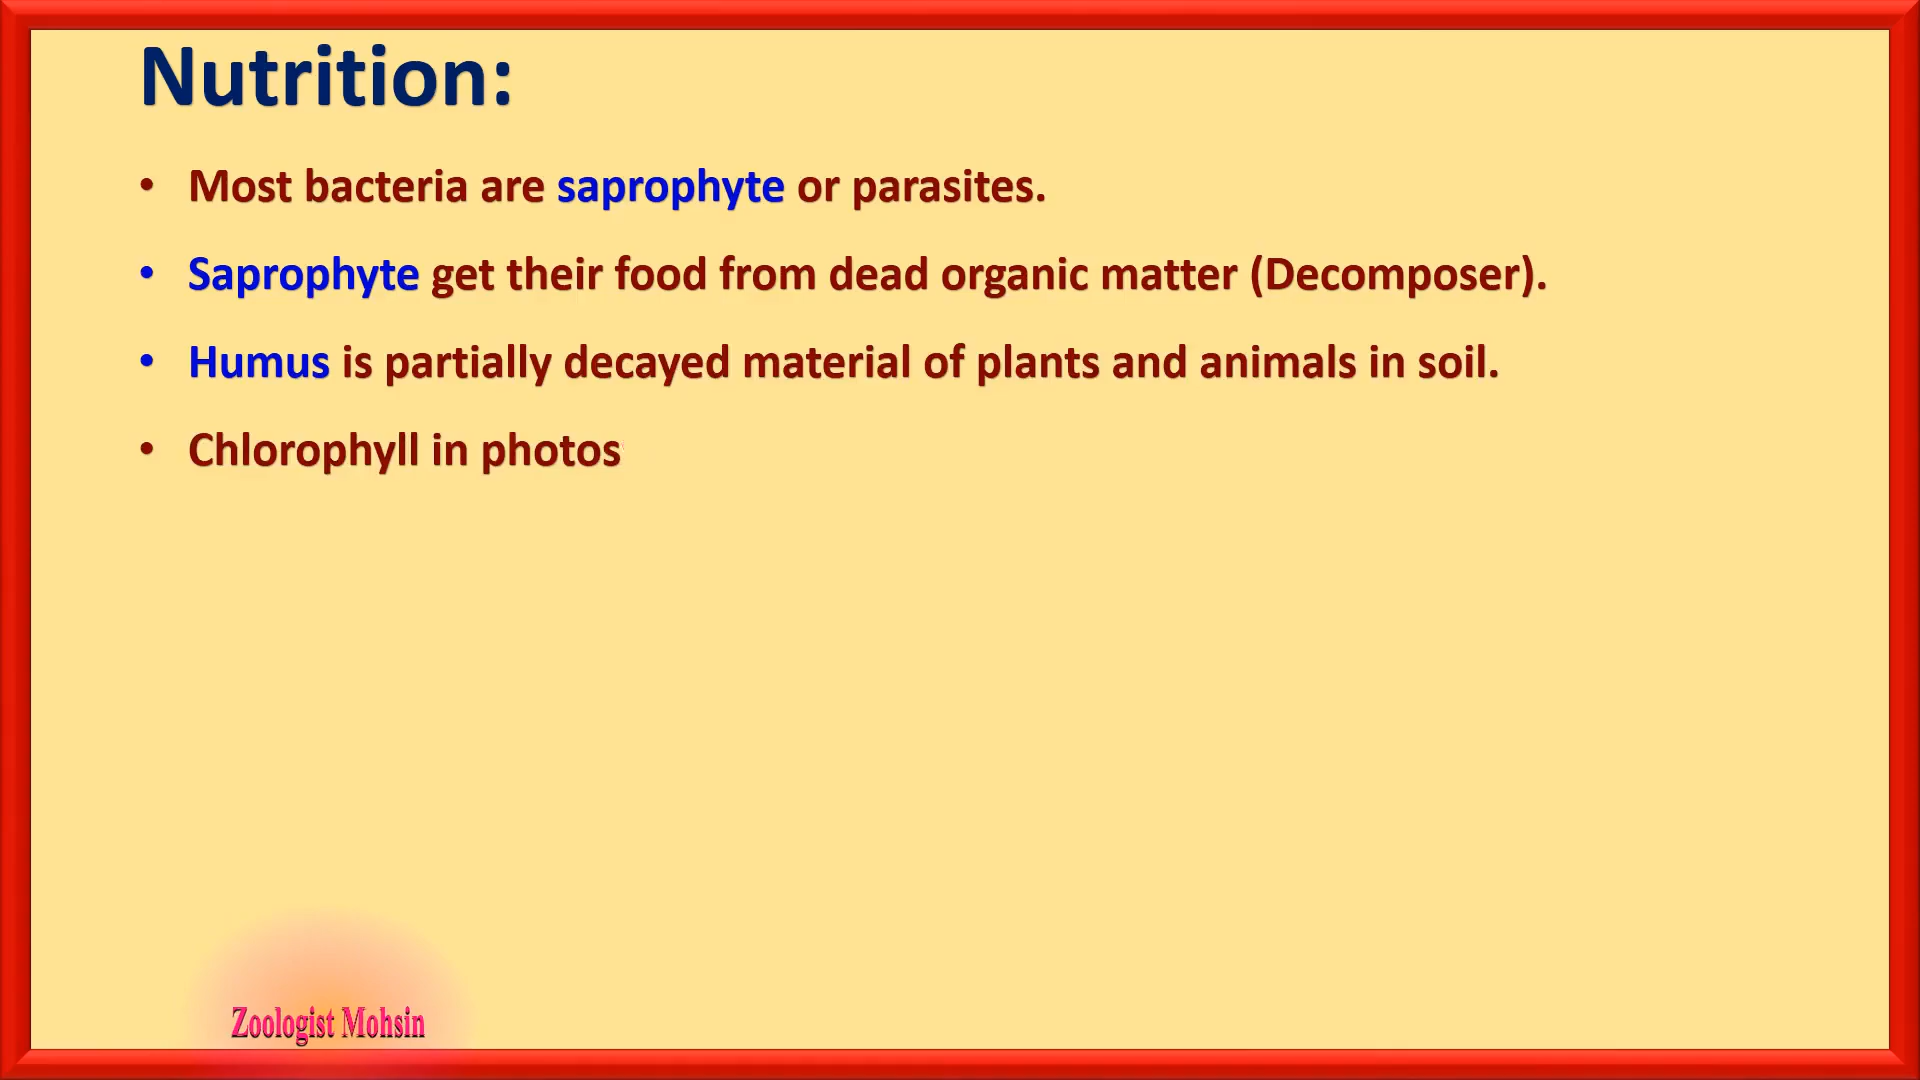 Nutrition:
• Most bacteria are saprophyte or parasites.
• Saprophyte get their food from dead organic matter (Decomposer).
• Humus is partially decayed material of plants and animals in soil.
• Chlorophyll in photos
Zoologist Mohsin